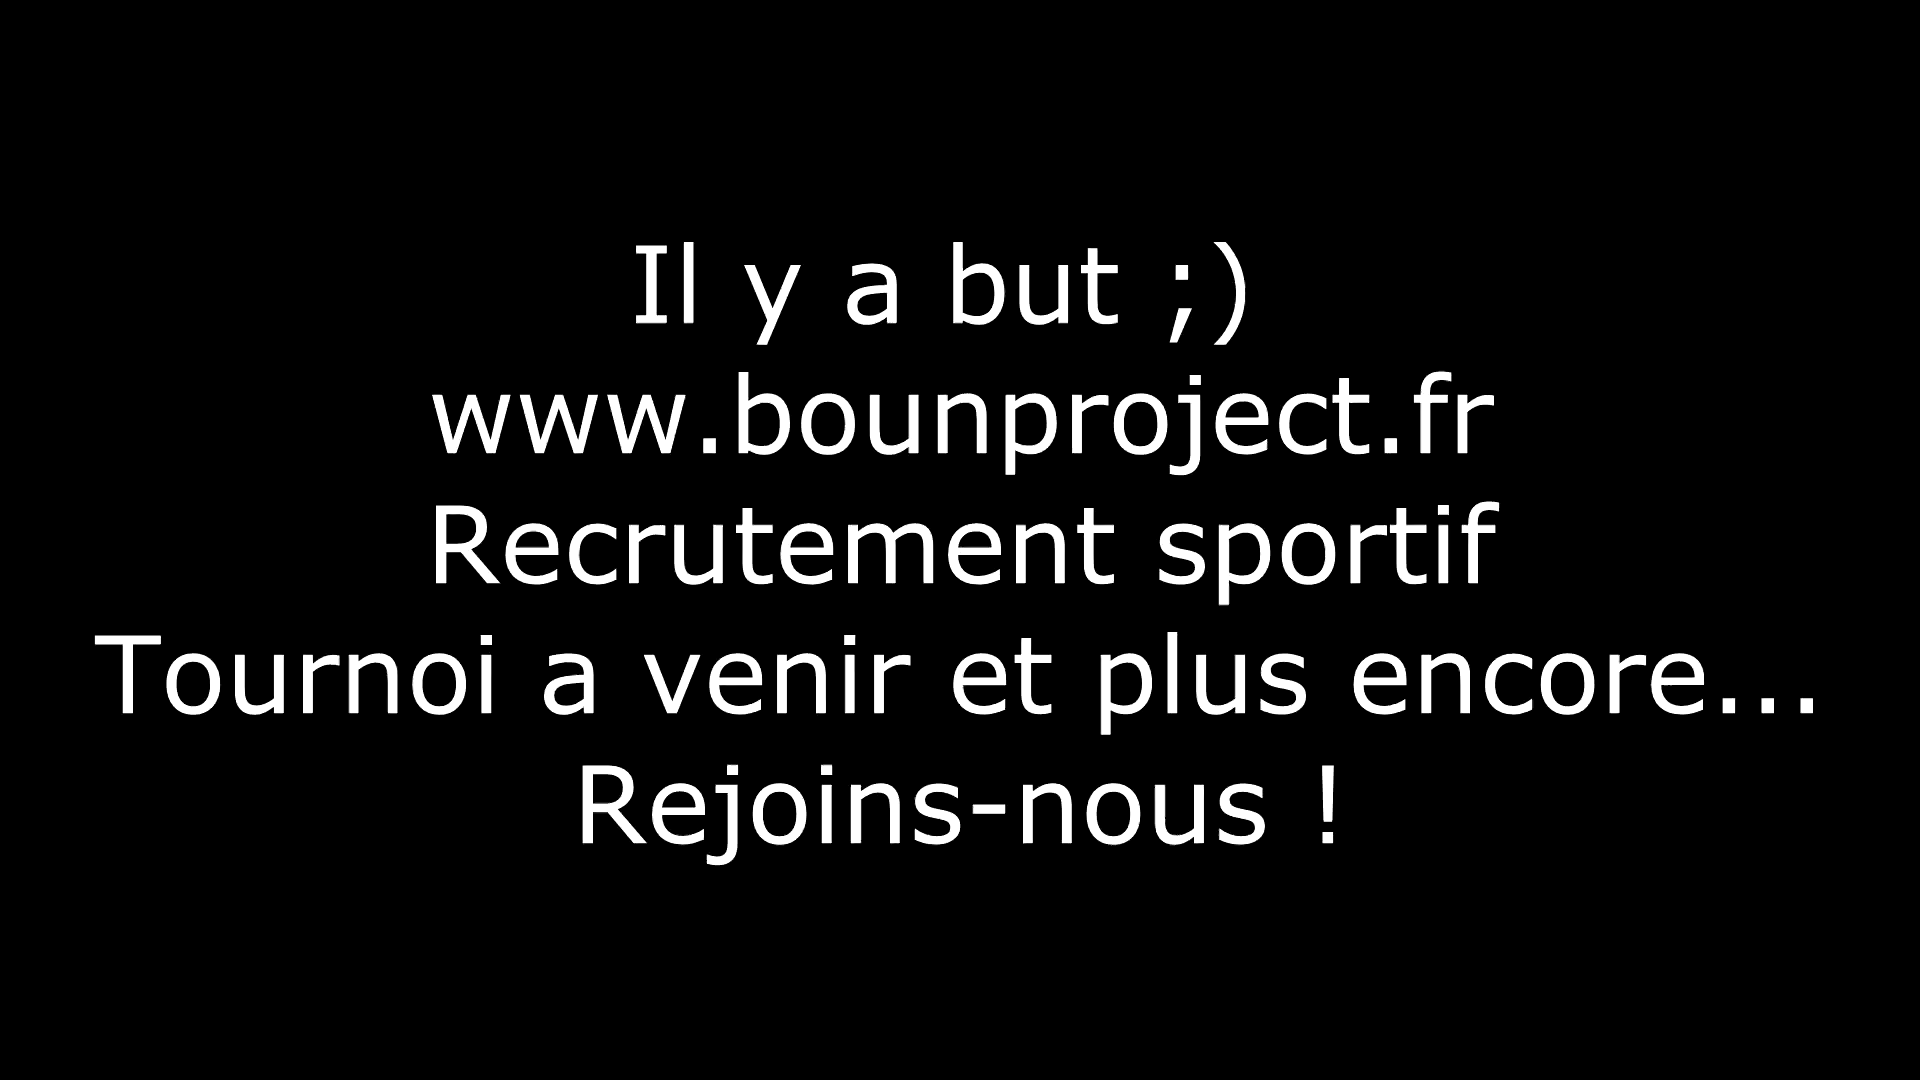 Il y a but ;)
www.bounproject.fr
Recrutement sportif
Tournoi a venir et plus encore...
Rejoins-nous !